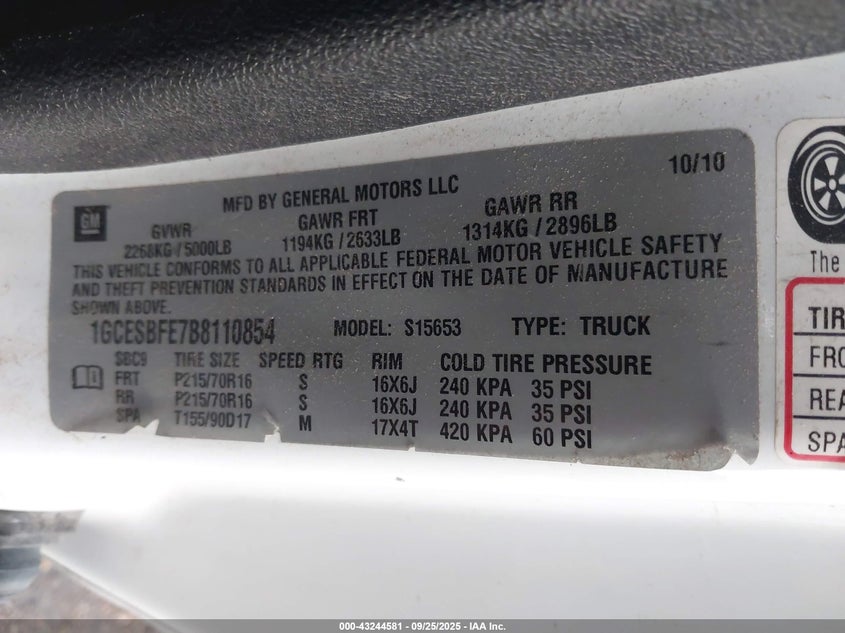 10/10
MFD BY GENERAL MOTORS LLC
GM
GVWR GAWR FRT GAWR RR
2268KG / 5000LB 1194KG / 2633LB 1314KG / 2896LB
THIS VEHICLE CONFORMS TO ALL APPLICABLE FEDERAL MOTOR VEHICLE SAFETY
AND THEFT PREVENTION STANDARDS IN EFFECT ON THE DATE OF MANUFACTURE
SHOWN ABOVE.
1GCESBFE7B8110854 MODEL: S15653 TYPE: TRUCK
SBC9 TIRE SIZE SPEED RTG RIM COLD TIRE PRESSURE
FRT P215/70R16 S 16X6J 240 KPA 35 PSI
RR P215/70R16 S 16X6J 240 KPA 35 PSI
SPA T155/90D17 M 17X4T 420 KPA 60 PSI
The
TIR
FRO
REA
SPA
000-43244581 - 09/25/2025 - IAA Inc.